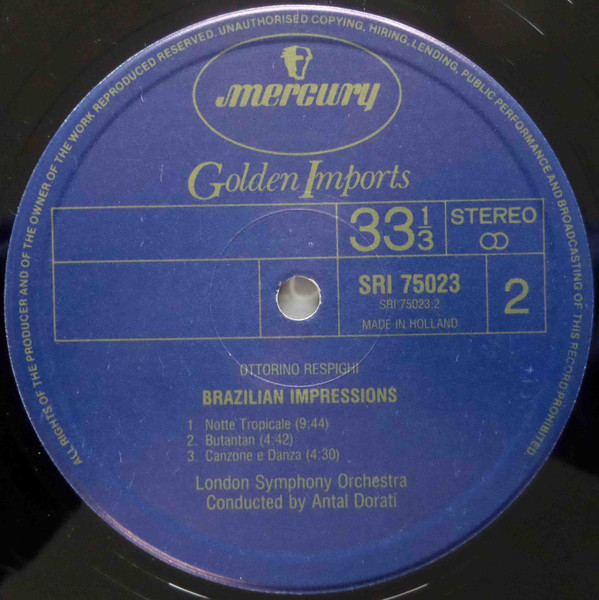 ALL RIGHTS OF THE PRODUCER AND OF THE OWNER OF THE WORK REPRODUCED RESERVED. UNAUTHORISED COPYING, HIRING, LENDING, PUBLIC PERFORMANCE AND BROADCASTING OF THIS RECORD PROHIBITED
mercury
Golden Imports
33 1/3
STEREO
SRI 75023
SRI 75023.2
MADE IN HOLLAND
2
OTTORINO RESPIGHI
BRAZILIAN IMPRESSIONS
1 Notte Tropicale (9:44)
2. Butantan (4:42)
3. Canzone e Danza (4:30)
London Symphony Orchestra
Conducted by Antal Dorati